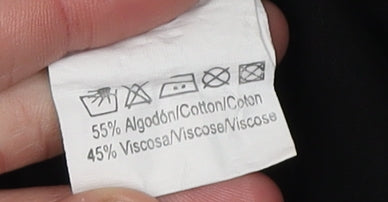 55% Algodón/Cotton/Coton
45% Viscosa/Viscose/Viscose